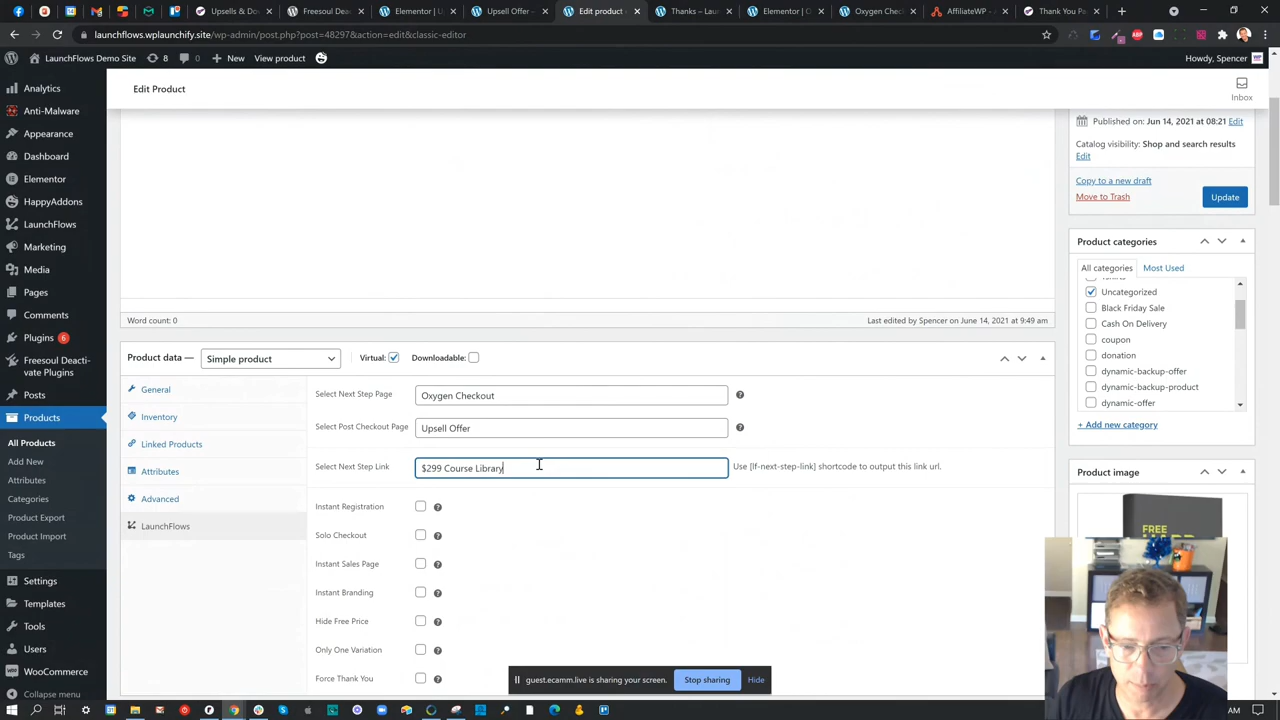 Upsells & Do
Freesoul Deac
Elementor |
Upsell Offer –
Edit product
Thanks – Laun
Elementor | O
Oxygen Check
AffiliateWP –
Thank You Pa
launchflows.wplaunchify.site/wp-admin/post.php?post=48297&action=edit&classic-editor
LaunchFlows Demo Site
8
New
View product
Howdy, Spencer
Edit Product
Inbox
Analytics
Anti-Malware
Appearance
Dashboard
Elementor
HappyAddons
LaunchFlows
Marketing
Media
Pages
Comments
Plugins 6
Freesoul Deacti-
vate Plugins
Posts
Products
All Products
Add New
Attributes
Categories
Product Export
Product Import
Tags
Settings
Templates
Tools
Users
WooCommerce
Collapse menu
Word count: 0
Last edited by Spencer on June 14, 2021 at 9:49 am
Product data —
Simple product
Virtual:
Downloadable:
General
Inventory
Linked Products
Attributes
Advanced
LaunchFlows
Select Next Step Page
Oxygen Checkout
Select Post Checkout Page
Upsell Offer
Select Next Step Link
$299 Course Library
Use [lf-next-step-link] shortcode to output this link url.
Instant Registration
Solo Checkout
Instant Sales Page
Instant Branding
Hide Free Price
Only One Variation
Force Thank You
Published on: Jun 14, 2021 at 08:21 Edit
Catalog visibility: Shop and search results
Edit
Copy to a new draft
Move to Trash
Update
Product categories
All categories
Most Used
Uncategorized
Black Friday Sale
Cash On Delivery
coupon
donation
dynamic-backup-offer
dynamic-backup-product
dynamic-offer
+ Add new category
Product image
FREE
guest.ecamm.live is sharing your screen.
Stop sharing
Hide
AM